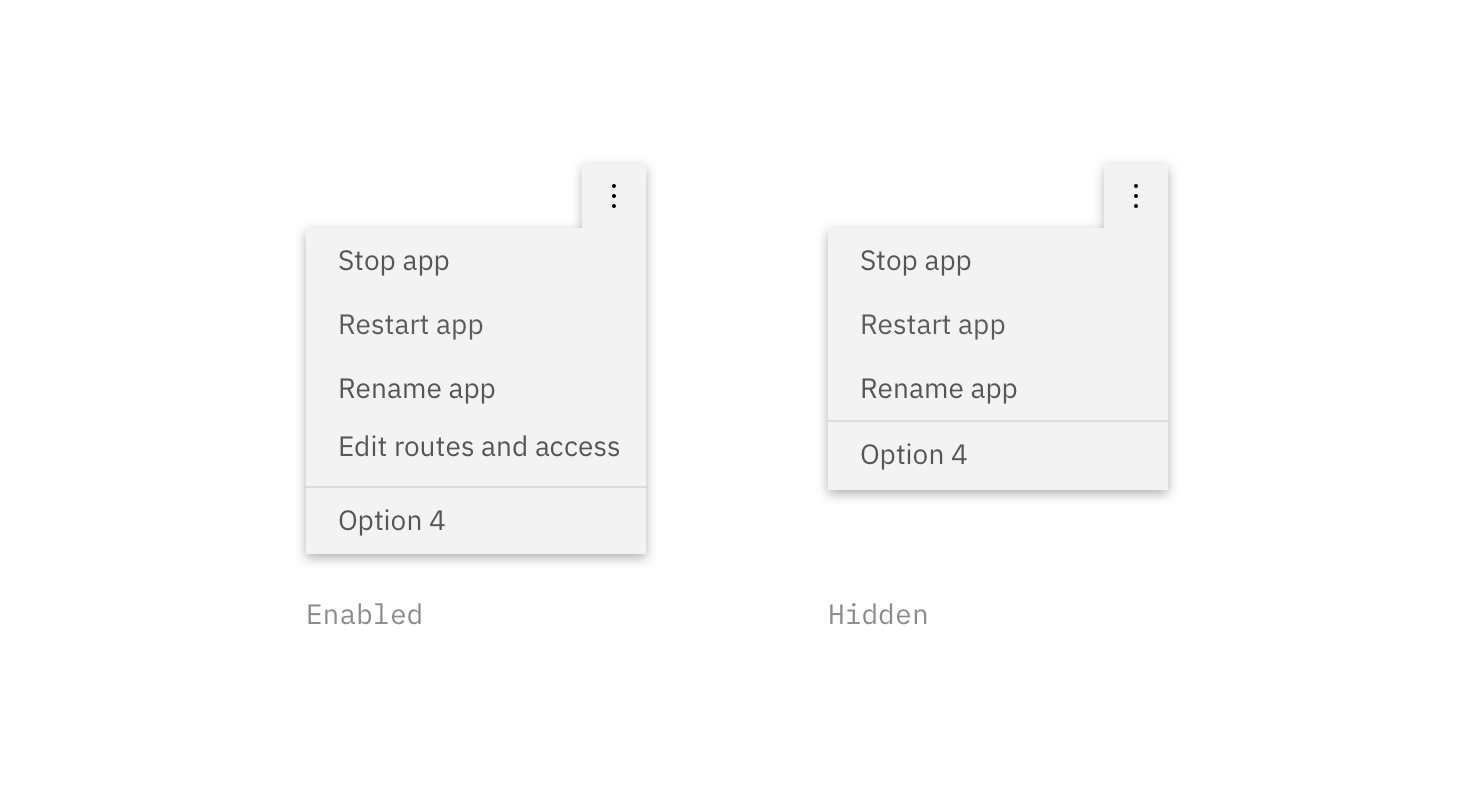 Stop app
Restart app
Rename app
Edit routes and access
Option 4
Enabled
Stop app
Restart app
Rename app
Option 4
Hidden